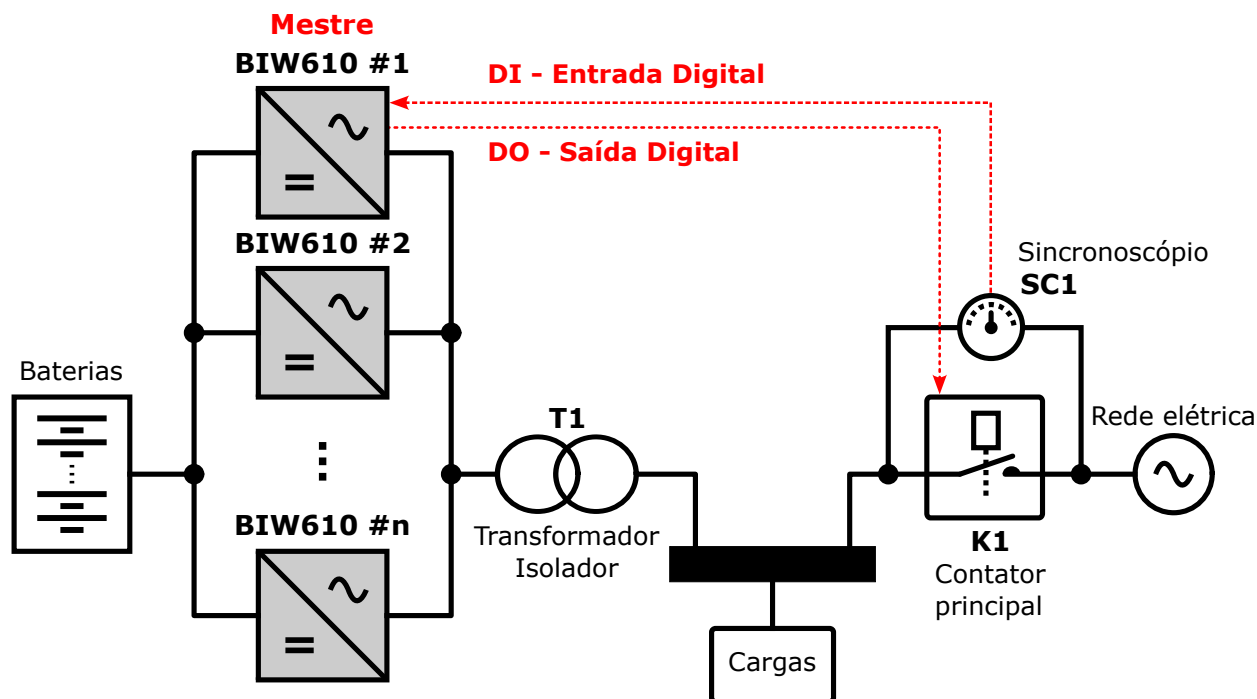 Mestre
BIW610 #1
DI - Entrada Digital
DO - Saída Digital
BIW610 #2
Sincronoscópio
SC1
Baterias
T1
Rede elétrica
BIW610 #n
Transformador
Isolador
K1
Contator
principal
Cargas